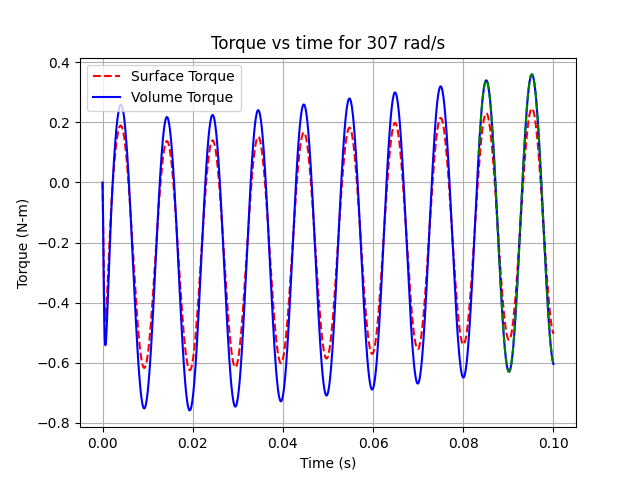 Torque vs time for 307 rad/s
Surface Torque
Volume Torque
0.4
0.2
0.0
−0.2
−0.4
−0.6
−0.8
Torque (N-m)
0.00 0.02 0.04 0.06 0.08 0.10
Time (s)